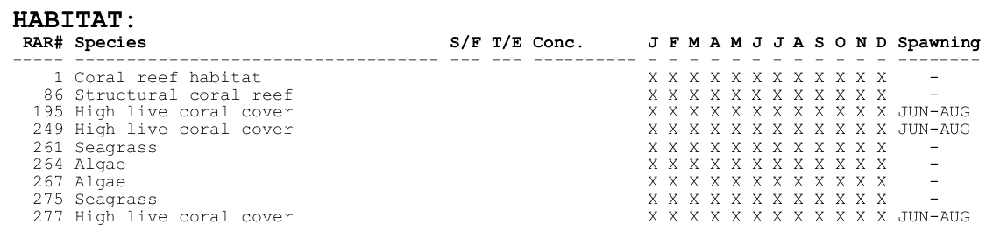 HABITAT:
RAR# Species S/F T/E Conc. J F M A M J J A S O N D Spawning
----- ----------------------------------- --- --- ---------- - - - - - - - - - - - - --------
1 Coral reef habitat X X X X X X X X X X X X -
86 Structural coral reef X X X X X X X X X X X X -
195 High live coral cover X X X X X X X X X X X X JUN-AUG
249 High live coral cover X X X X X X X X X X X X JUN-AUG
261 Seagrass X X X X X X X X X X X X -
264 Algae X X X X X X X X X X X X -
267 Algae X X X X X X X X X X X X -
275 Seagrass X X X X X X X X X X X X -
277 High live coral cover X X X X X X X X X X X X JUN-AUG